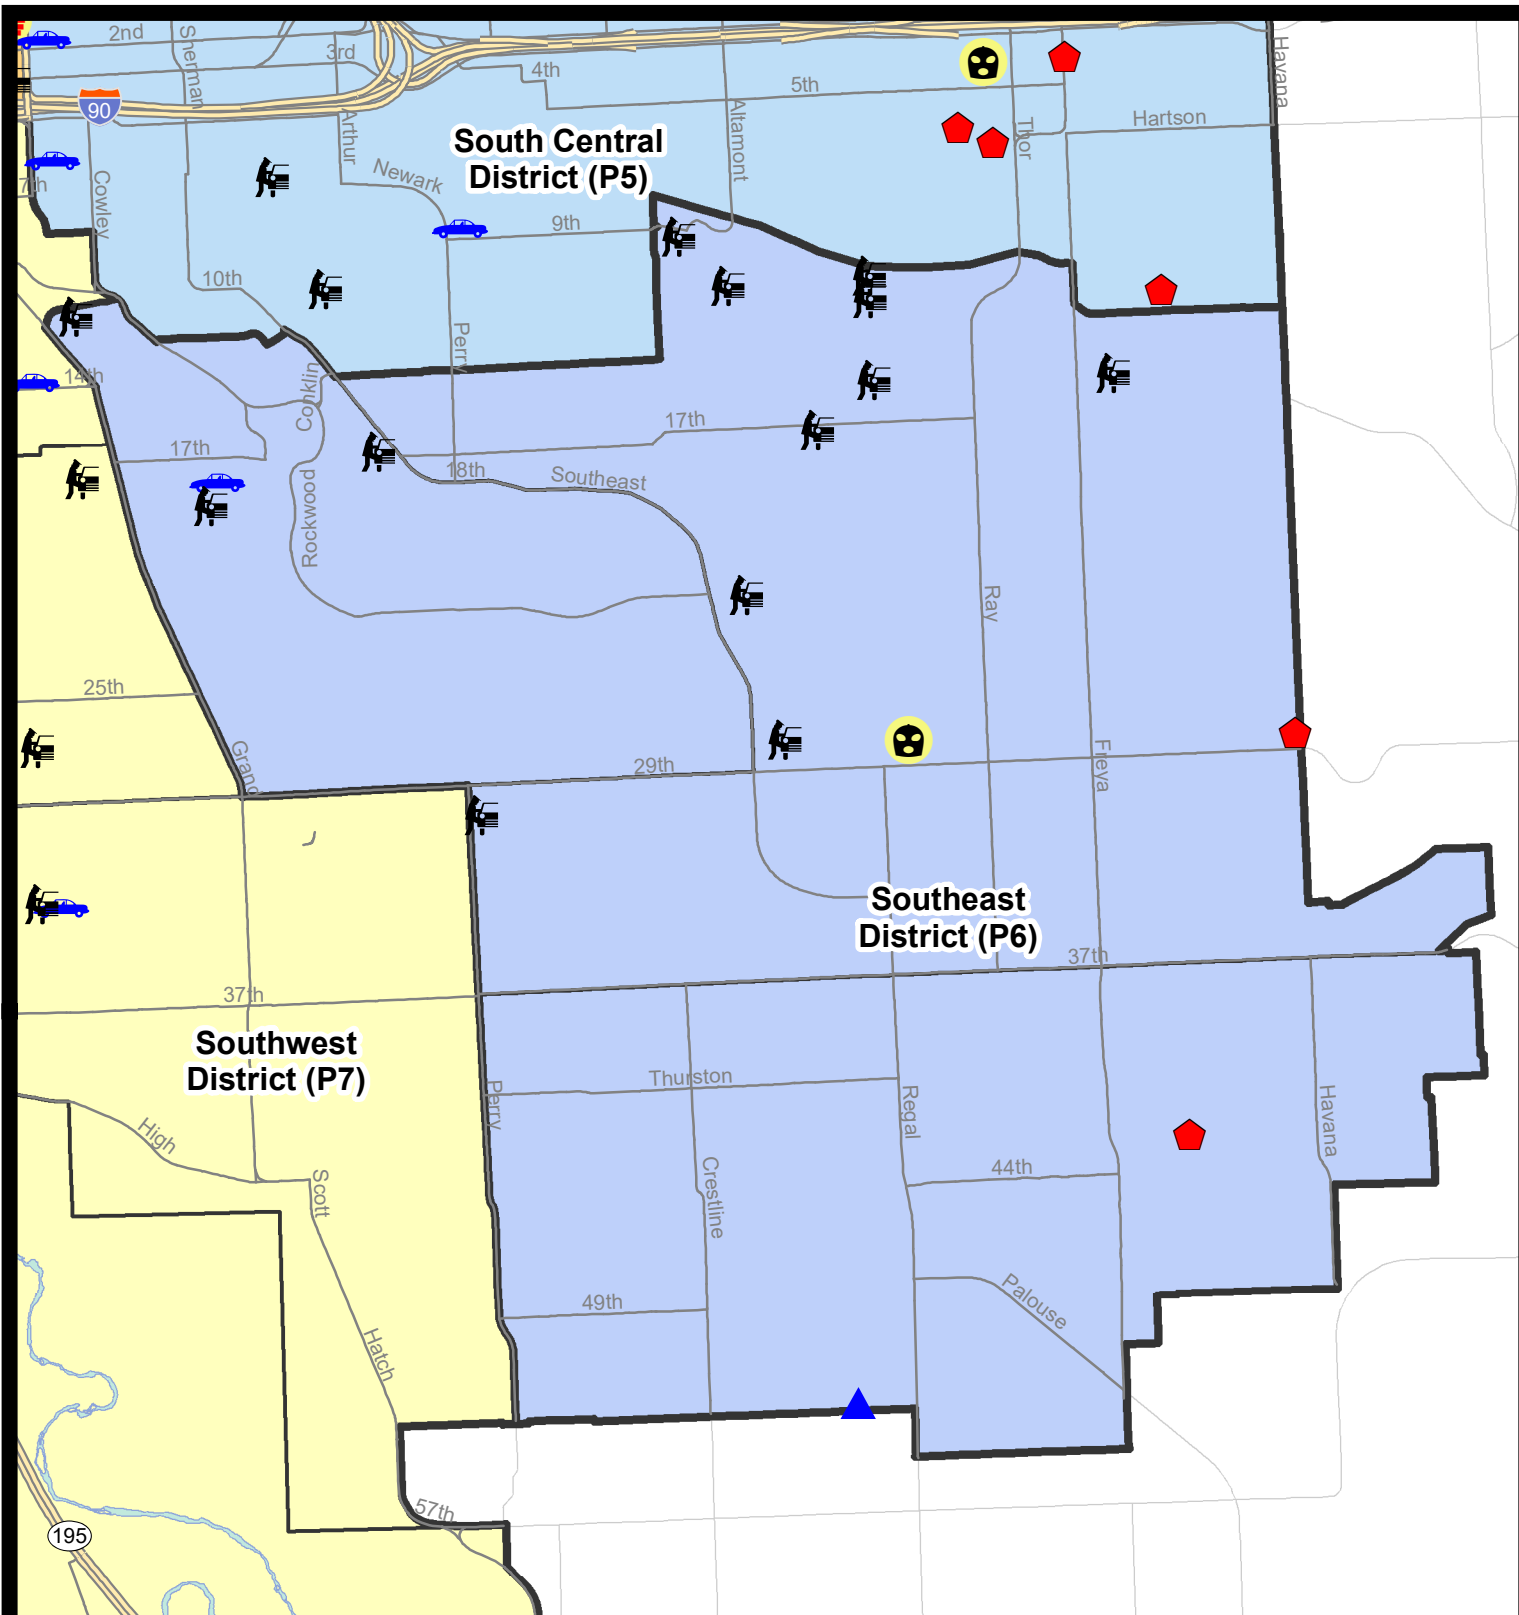 2nd
Sherman
3rd
4th
5th
Havana
90
Arthur
Altamont
Thor
Hartson
South Central
District (P5)
7th
Cowley
Newark
9th
10th
Perry
14th
Conklin
17th
17th
18th
Southeast
Rockwood
Ray
25th
Grand
29th
Freya
Southeast
District (P6)
37th
37th
Southwest
District (P7)
Thurston
Perry
Regal
Havana
High
Scott
Crestline
44th
49th
Palouse
Hatch
57th
195